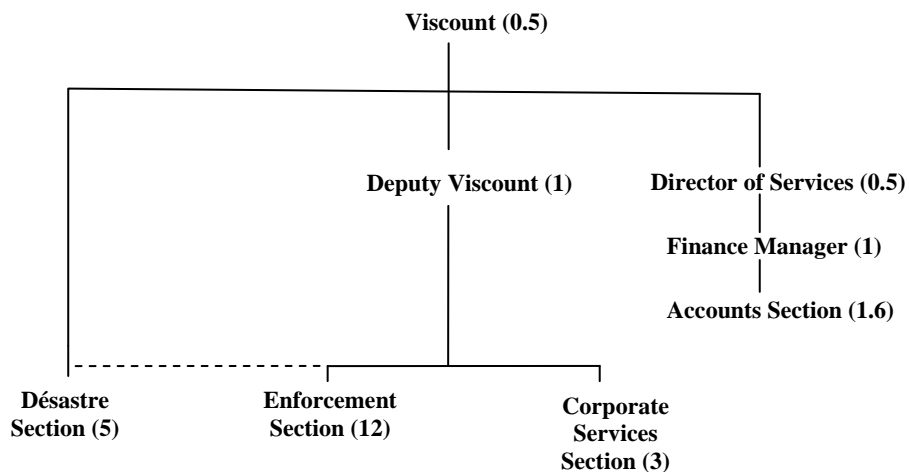 Viscount (0.5)
Deputy Viscount (1)
Director of Services (0.5)
Finance Manager (1)
Accounts Section (1.6)
Désastre
Section (5)
Enforcement
Section (12)
Corporate
Services
Section (3)